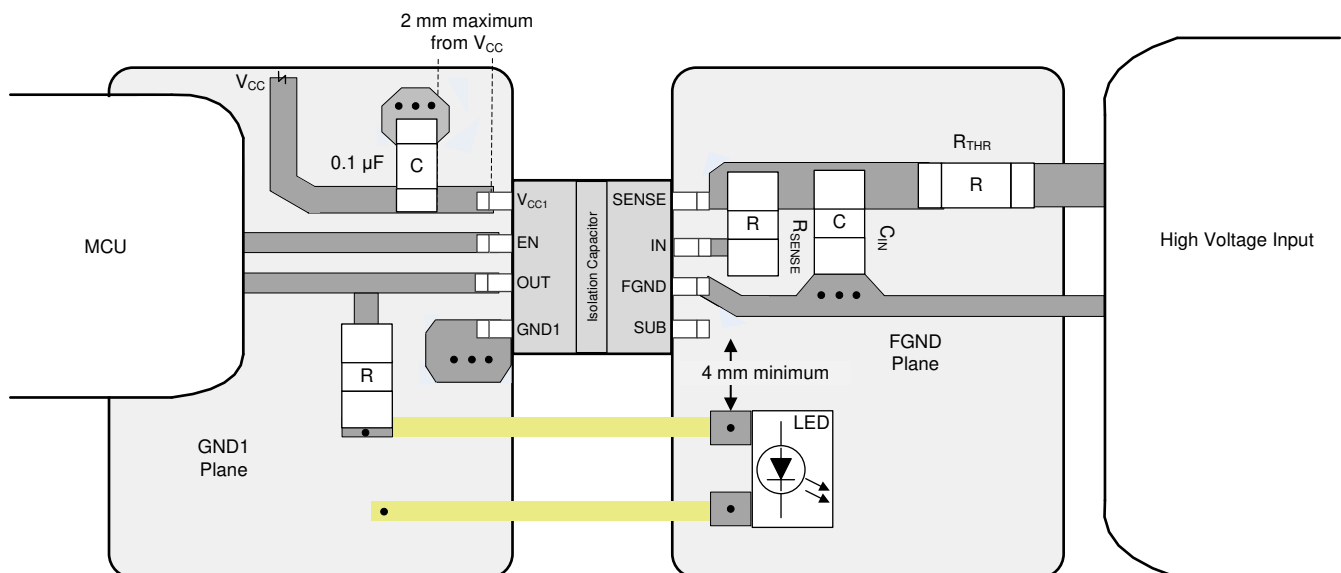 2 mm maximum
from VCC
VCC
0.1 µF
C
MCU
VCC1
EN
OUT
GND1
Isolation Capacitor
SENSE
IN
FGND
SUB
R
RSENSE
C
CIN
RTHR
R
High Voltage Input
FGND
Plane
4 mm minimum
R
GND1
Plane
LED